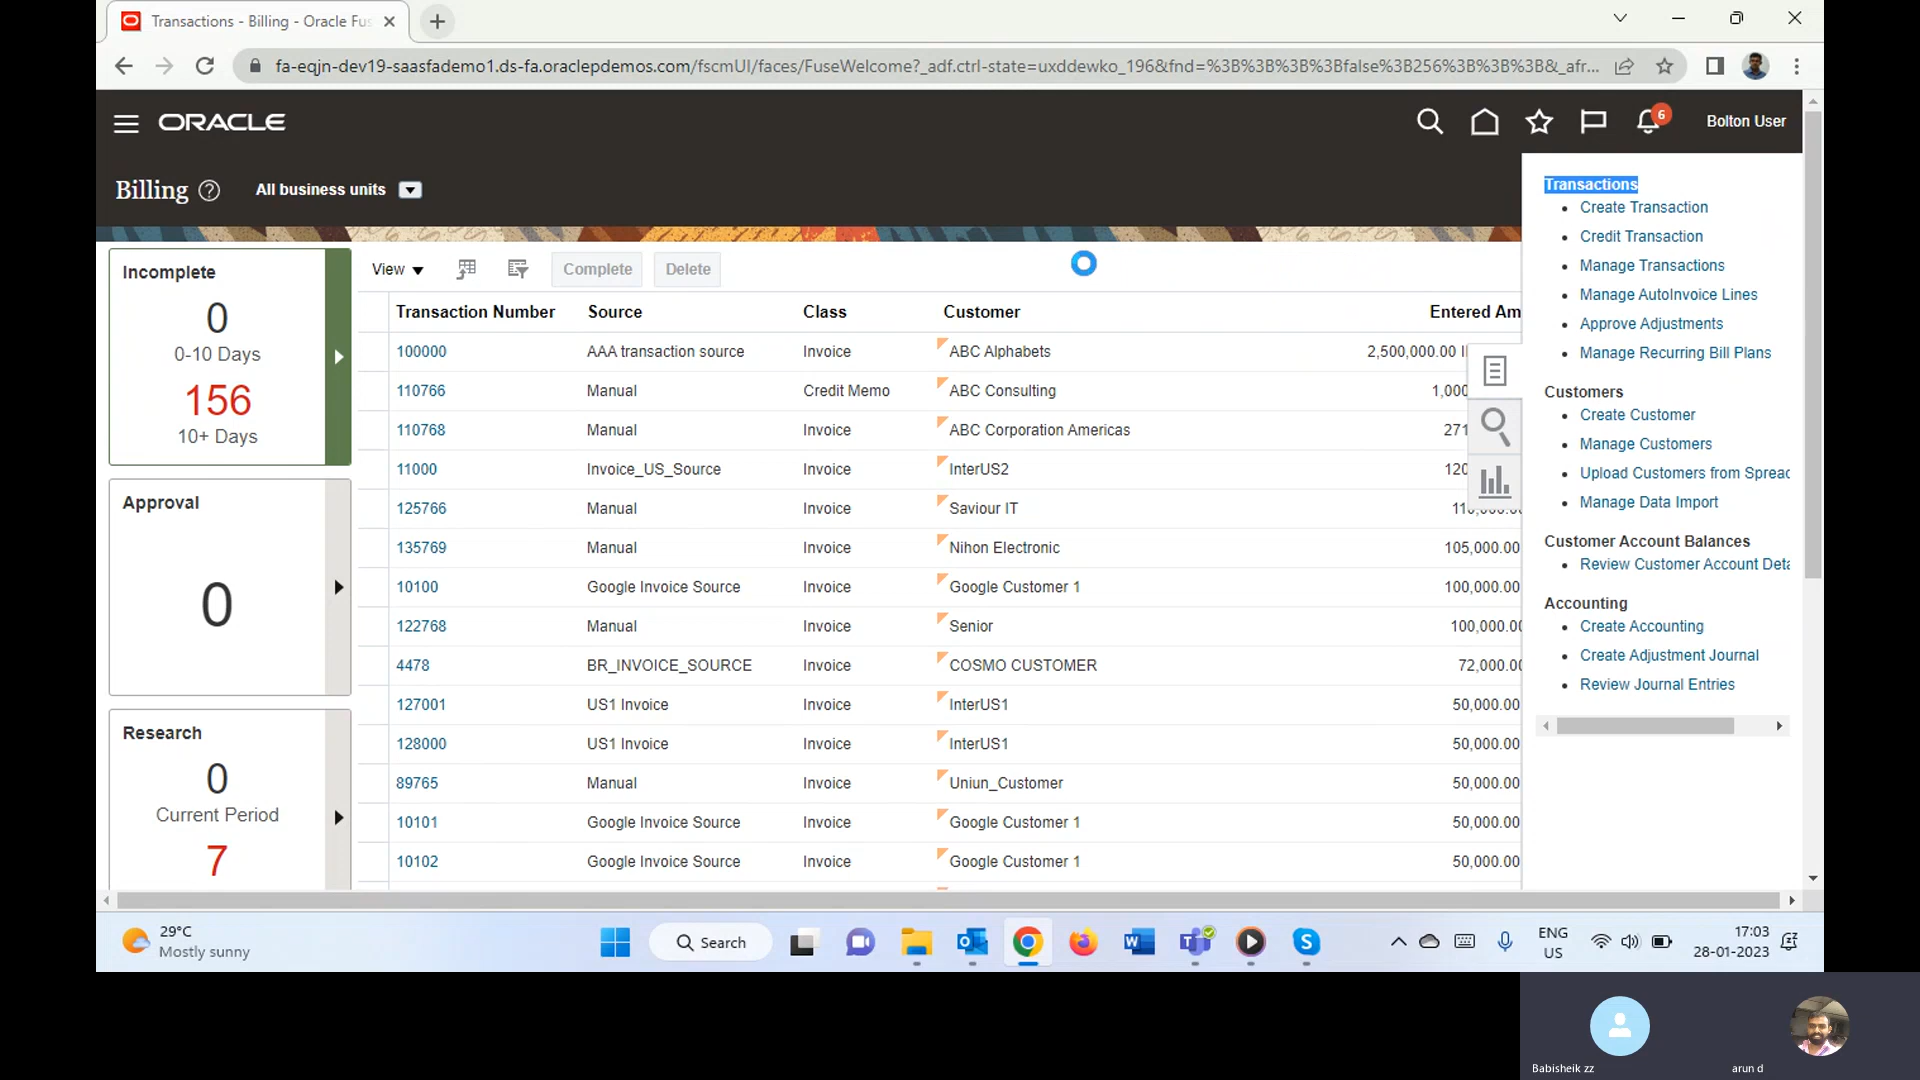 Transactions - Billing - Oracle Fus
fa-eqjn-dev19-saasfademo1.ds-fa.oraclepdemos.com/fscmUI/faces/FuseWelcome?_adf.ctrl-state=uxddewko_196&fnd=%3B%3B%3B%3Bfalse%3B256%3B%3B%3B&_afr...
ORACLE
6
Bolton User
Billing ? All business units
Incomplete
0
0-10 Days
156
10+ Days
Approval
0
Research
0
Current Period
7
View
Complete
Delete
Transaction Number Source Class Customer Entered Am
100000 AAA transaction source Invoice ABC Alphabets 2,500,000.00 I
110766 Manual Credit Memo ABC Consulting 1,000
110768 Manual Invoice ABC Corporation Americas 271
11000 Invoice_US_Source Invoice InterUS2 120
125766 Manual Invoice Saviour IT
135769 Manual Invoice Nihon Electronic 105,000.00
10100 Google Invoice Source Invoice Google Customer 1 100,000.00
122768 Manual Invoice Senior 100,000.00
4478 BR_INVOICE_SOURCE Invoice COSMO CUSTOMER 72,000.00
127001 US1 Invoice Invoice InterUS1 50,000.00
128000 US1 Invoice Invoice InterUS1 50,000.00
89765 Manual Invoice Uniun_Customer 50,000.00
10101 Google Invoice Source Invoice Google Customer 1 50,000.00
10102 Google Invoice Source Invoice Google Customer 1 50,000.00
Transactions
Create Transaction
Credit Transaction
Manage Transactions
Manage AutoInvoice Lines
Approve Adjustments
Manage Recurring Bill Plans
Customers
Create Customer
Manage Customers
Upload Customers from Spreac
Manage Data Import
Customer Account Balances
Review Customer Account Deta
Accounting
Create Accounting
Create Adjustment Journal
Review Journal Entries
29°C
Mostly sunny
Search
ENG
US
17:03
28-01-2023
Babisheik zz
arun d